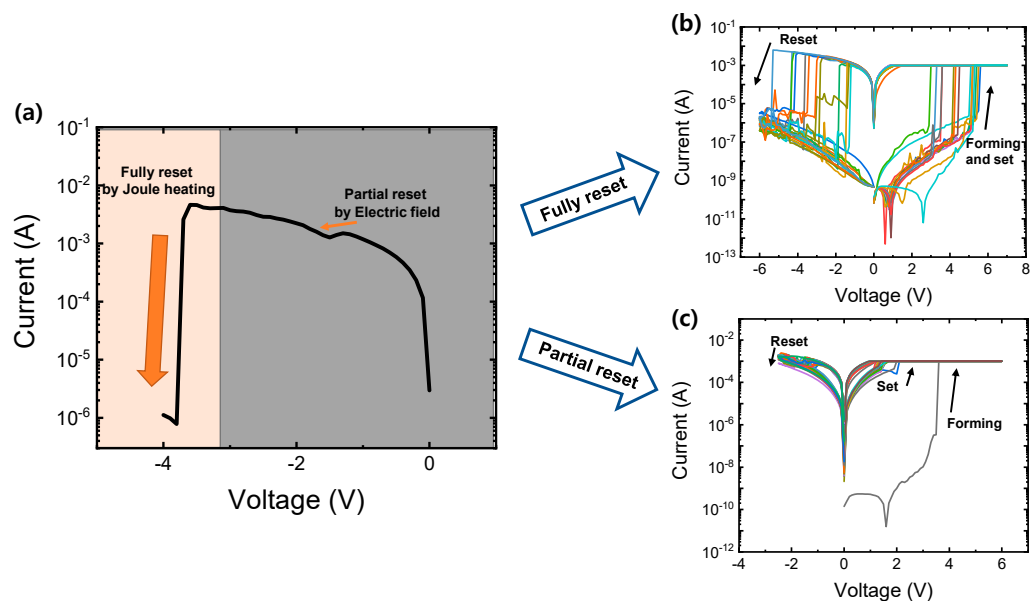 (a)
10⁻¹
10⁻²
10⁻³
10⁻⁴
10⁻⁵
10⁻⁶
Current (A)
Fully reset
by Joule heating
Partial reset
by Electric field
-4
-2
0
Voltage (V)
Fully reset
Partial reset
(b)
10⁻¹
10⁻³
10⁻⁵
10⁻⁷
10⁻⁹
10⁻¹¹
10⁻¹³
Current (A)
Reset
Forming
and set
-6
-4
-2
0
2
4
6
8
Voltage (V)
(c)
10⁻¹
10⁻²
10⁻⁴
10⁻⁶
10⁻⁸
10⁻¹⁰
10⁻¹²
Current (A)
Reset
Set
Forming
-4
-2
0
2
4
6
Voltage (V)